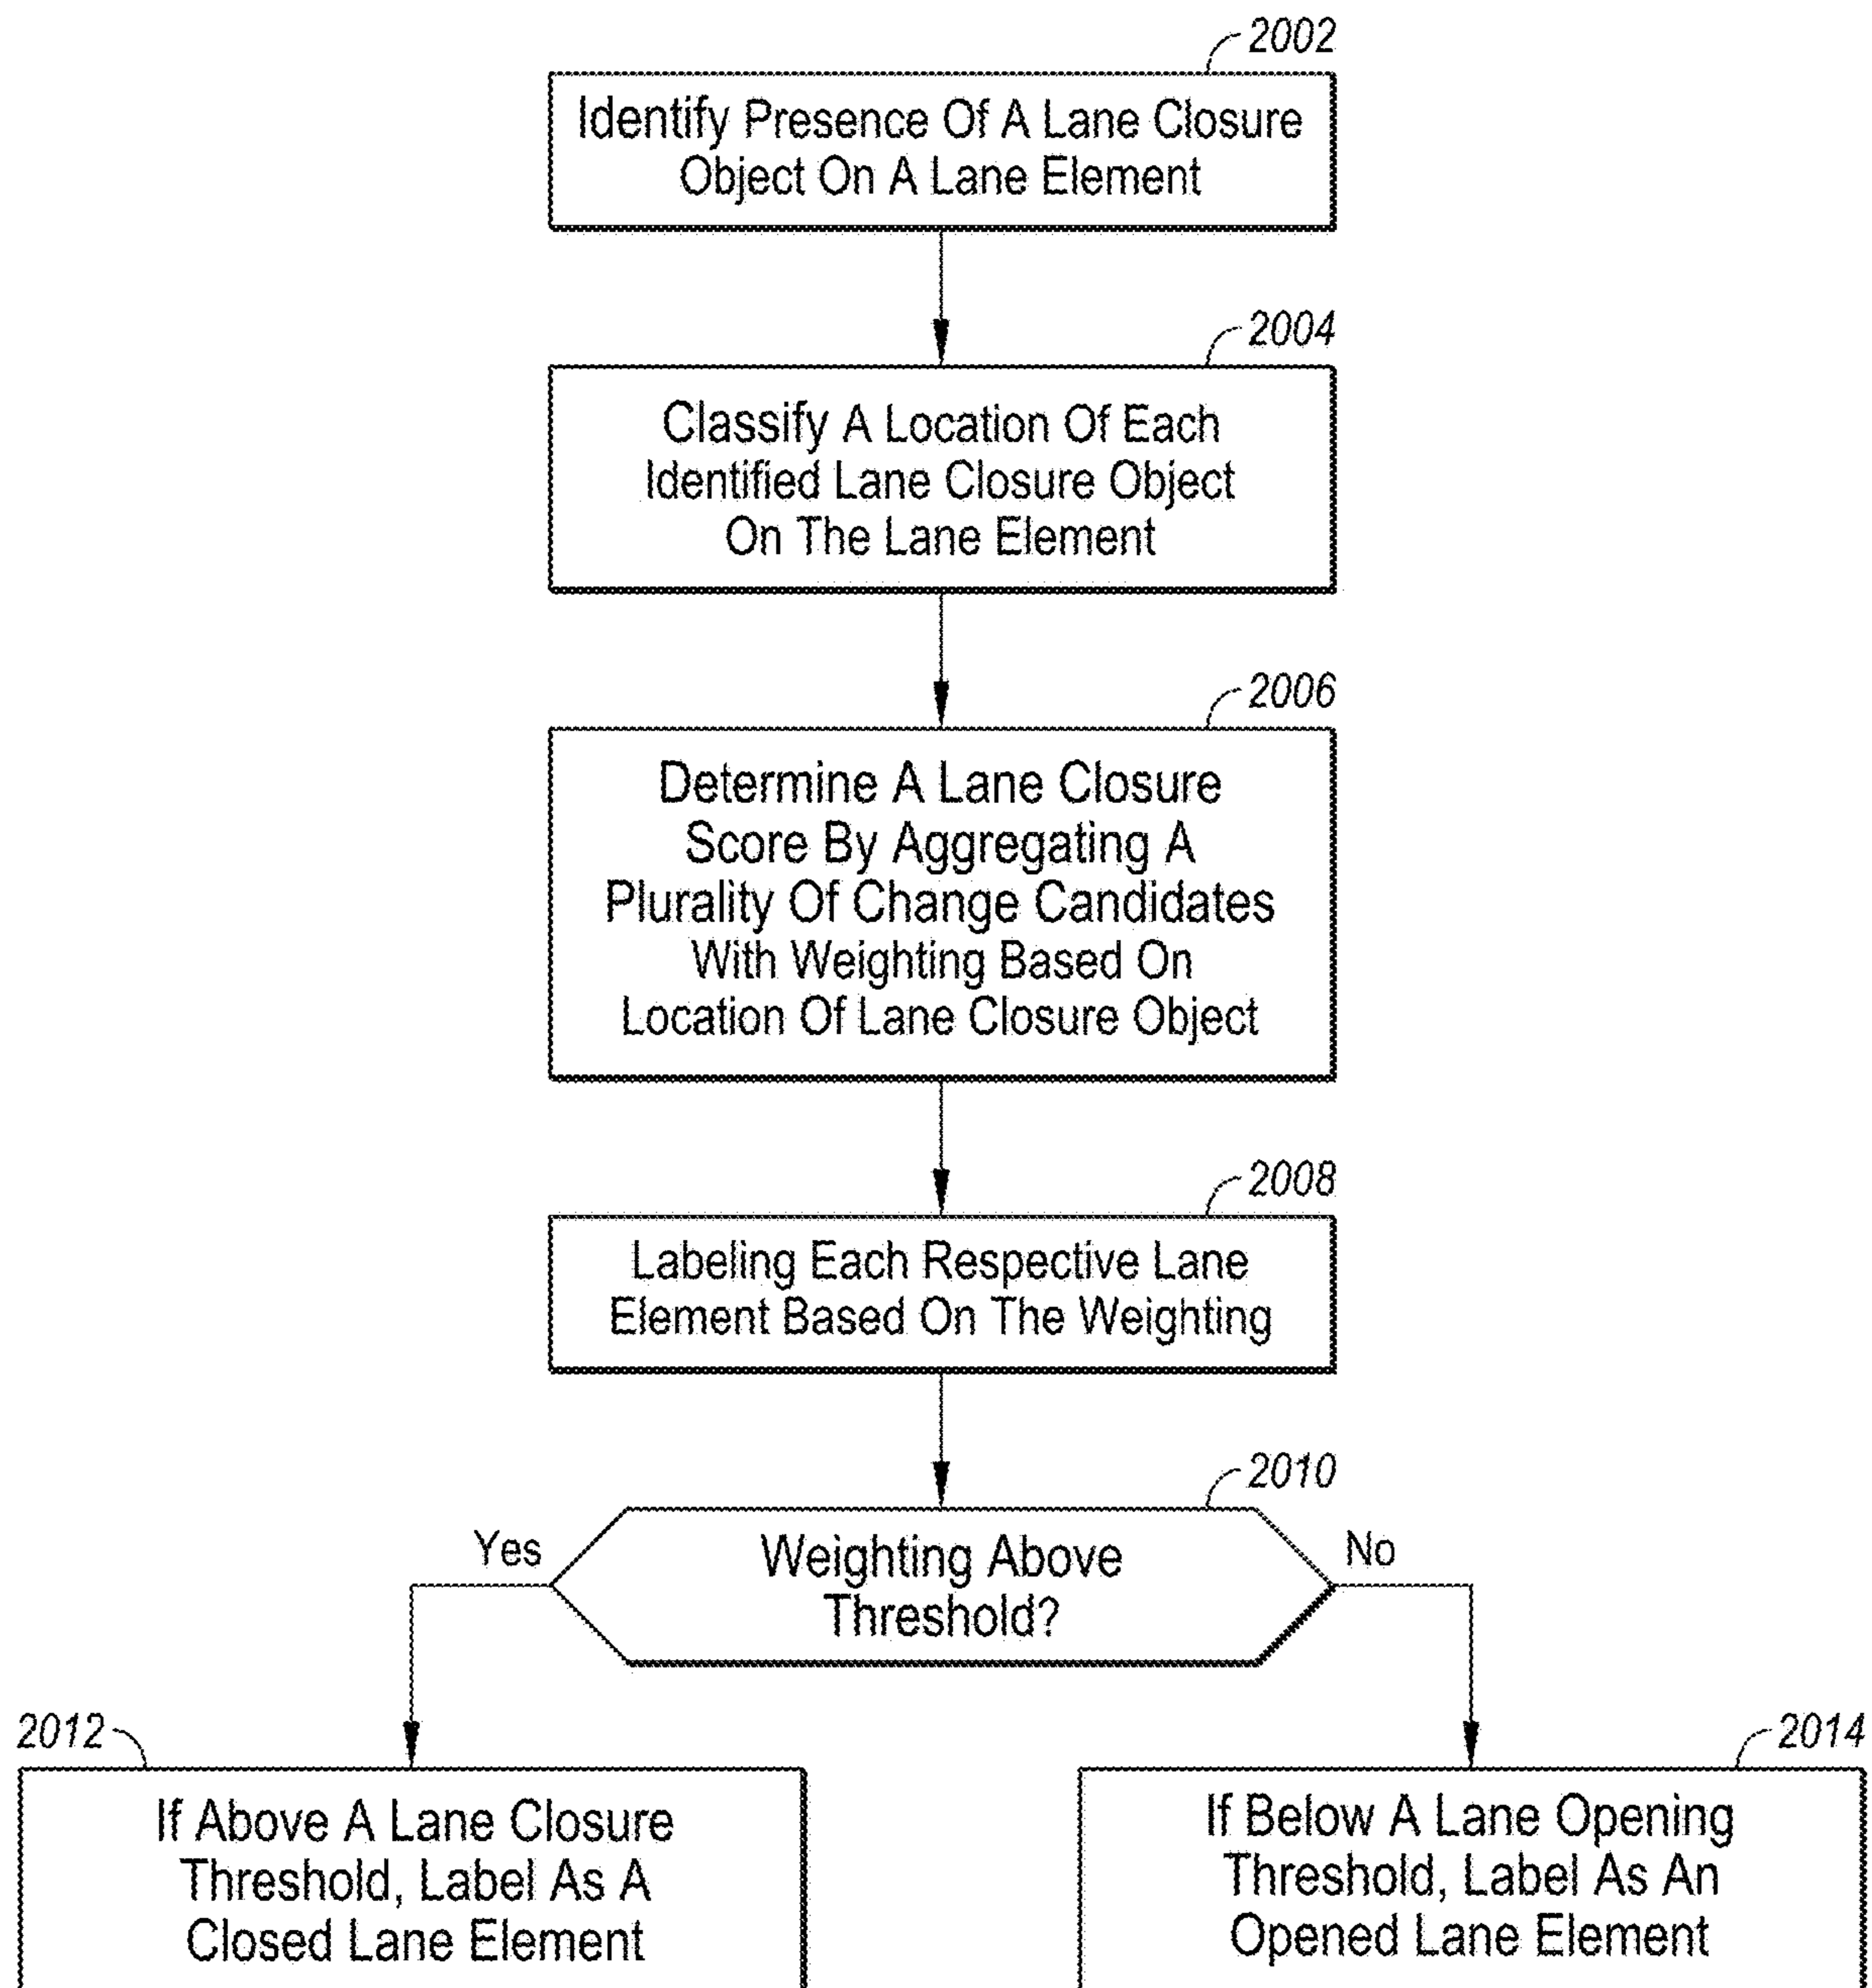 2002
Identify Presence Of A Lane Closure
Object On A Lane Element
2004
Classify A Location Of Each
Identified Lane Closure Object
On The Lane Element
2006
Determine A Lane Closure
Score By Aggregating A
Plurality Of Change Candidates
With Weighting Based On
Location Of Lane Closure Object
2008
Labeling Each Respective Lane
Element Based On The Weighting
2010
Yes
Weighting Above
Threshold?
No
2012
If Above A Lane Closure
Threshold, Label As A
Closed Lane Element
2014
If Below A Lane Opening
Threshold, Label As An
Opened Lane Element